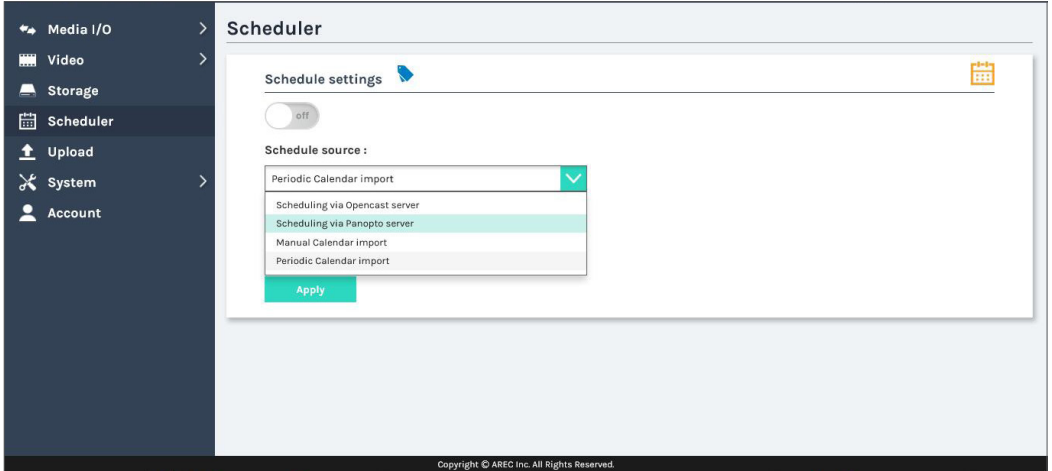 Media I/O
Video
Storage
Scheduler
Upload
System
Account
Scheduler
Schedule settings
off
Schedule source :
Periodic Calendar import
Scheduling via Opencast server
Scheduling via Panopto server
Manual Calendar import
Periodic Calendar import
Apply
Copyright © AREC Inc. All Rights Reserved.